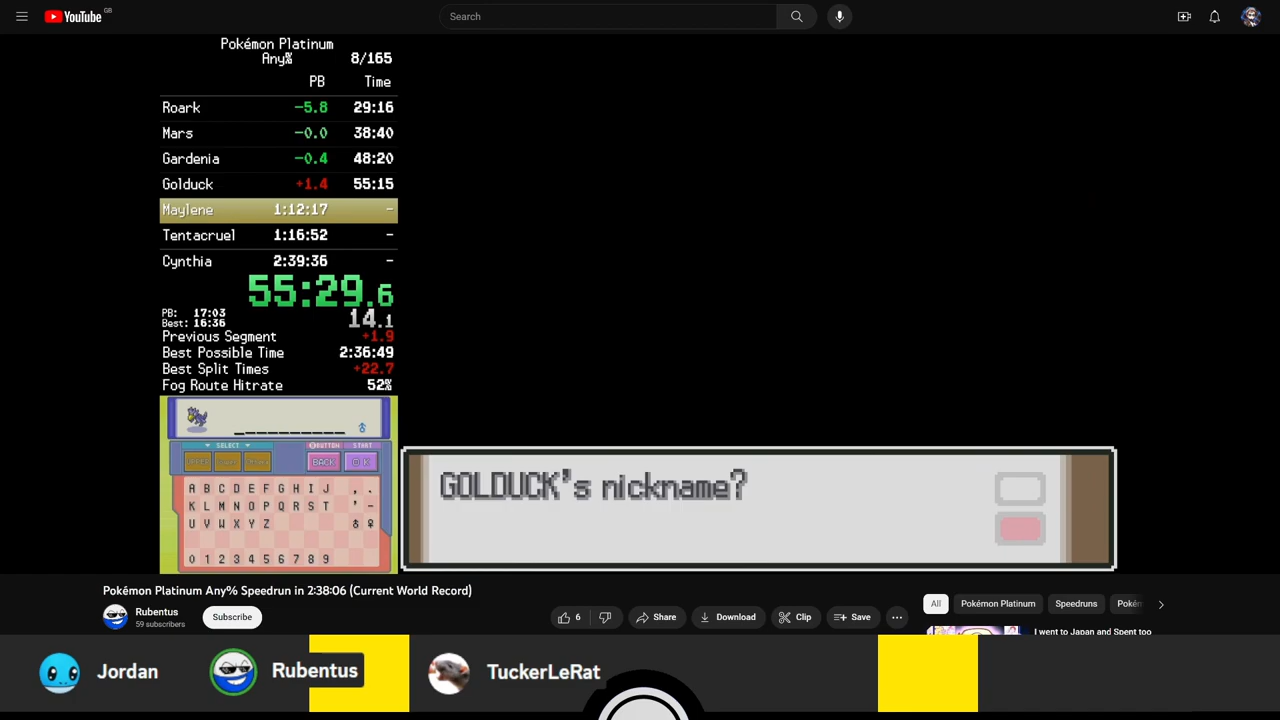 YouTube GB
Search
Pokémon Platinum
Any% 8/165
PB Time
Roark -5.8 29:16
Mars -0.0 38:40
Gardenia -0.4 48:20
Golduck +1.4 55:15
Maylene 1:12:17 -
Tentacruel 1:16:52 -
Cynthia 2:39:36 -
55:29.6
PB: 17:03
Best: 16:36 14.1
Previous Segment +1.9
Best Possible Time 2:36:49
Best Split Times +22.7
Fog Route Hitrate 52%
SELECT BUTTON START
BACK OK
A B C D E F G H I J , .
K L M N O P Q R S T ' -
U V W X Y Z ♂ ♀
0 1 2 3 4 5 6 7 8 9
GOLDUCK's nickname?
Pokémon Platinum Any% Speedrun in 2:38:06 (Current World Record)
Rubentus
59 subscribers
Subscribe
6
Share
Download
Clip
Save
All
Pokémon Platinum
Speedruns
Pokén
I went to Japan and Spent too
Jordan
Rubentus
TuckerLeRat